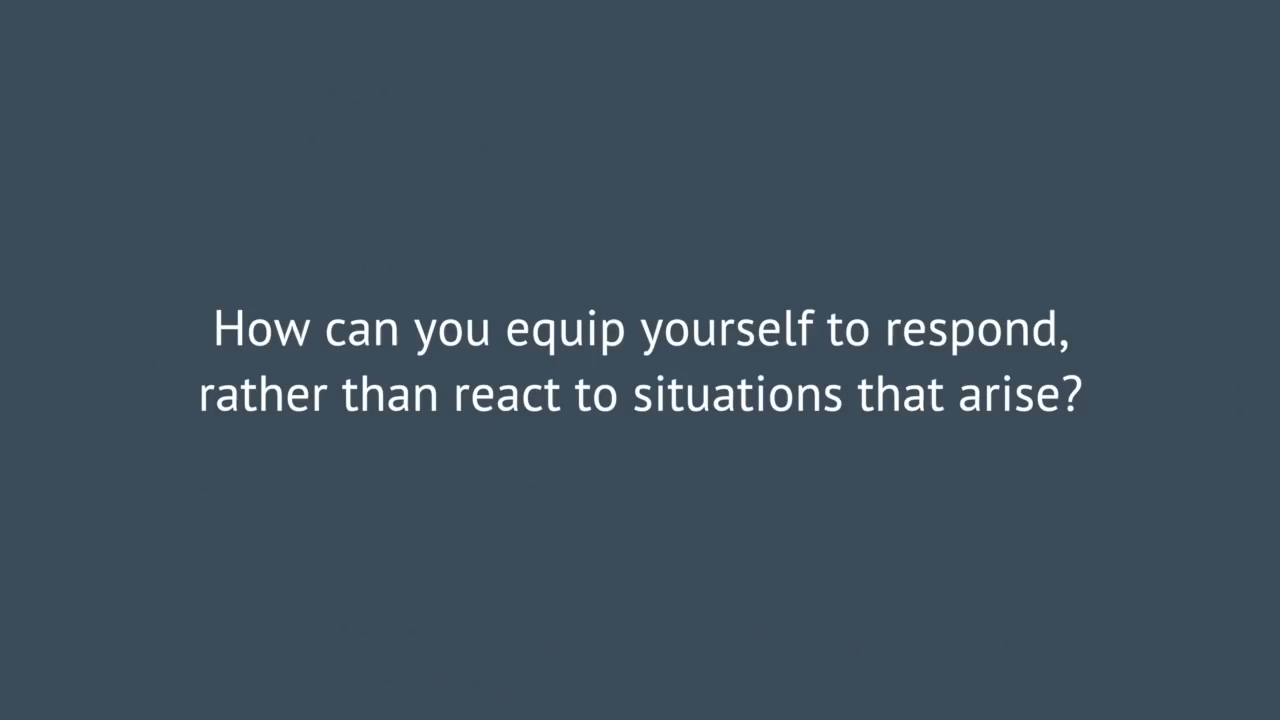 How can you equip yourself to respond,
rather than react to situations that arise?